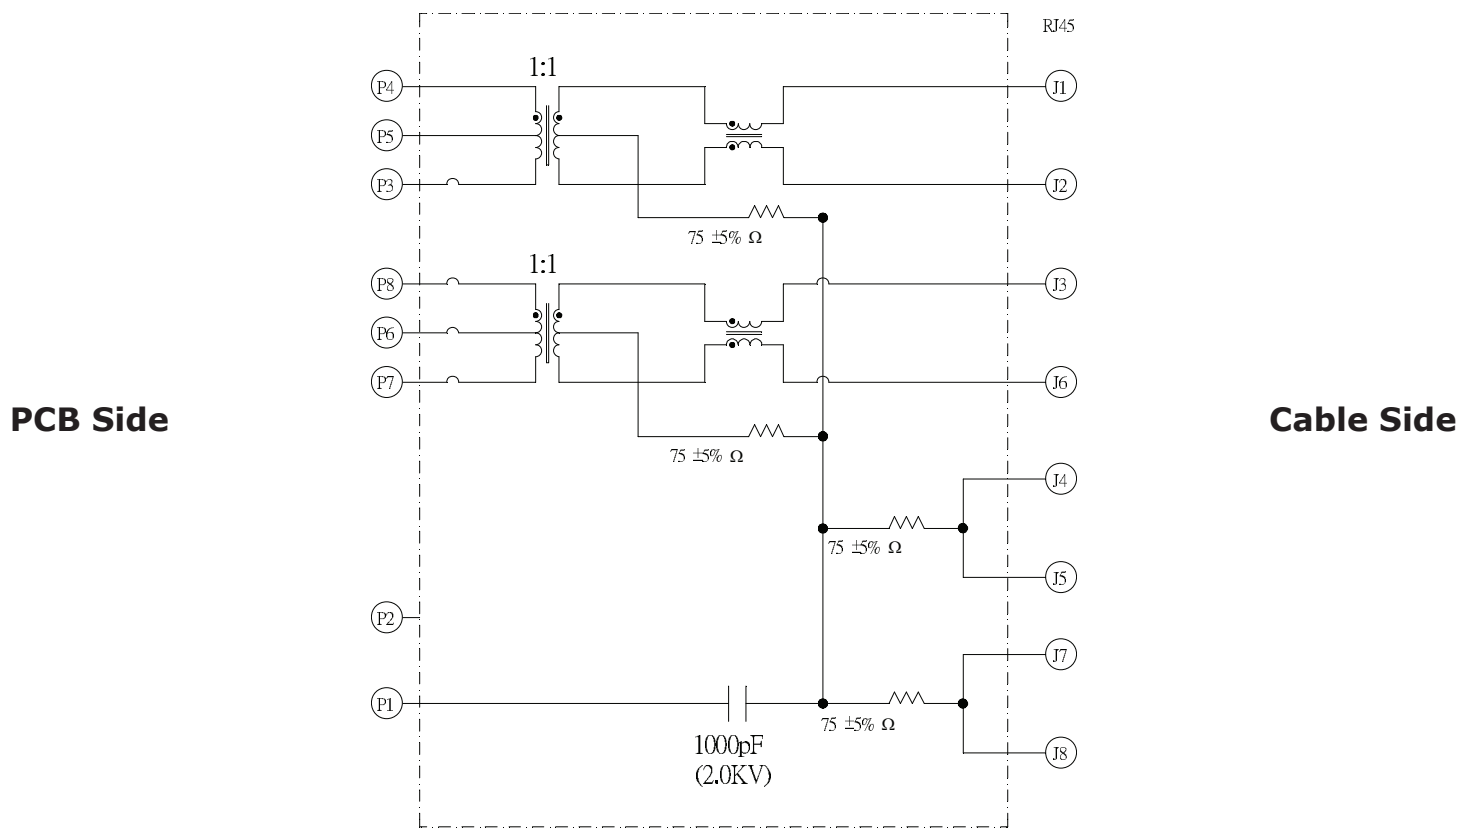 RJ45
1:1
P4
J1
P5
P3
J2
75 ±5% Ω
1:1
P8
J3
P6
P7
J6
PCB Side
Cable Side
75 ±5% Ω
J4
75 ±5% Ω
J5
P2
J7
P1
75 ±5% Ω
1000pF
(2.0KV)
J8